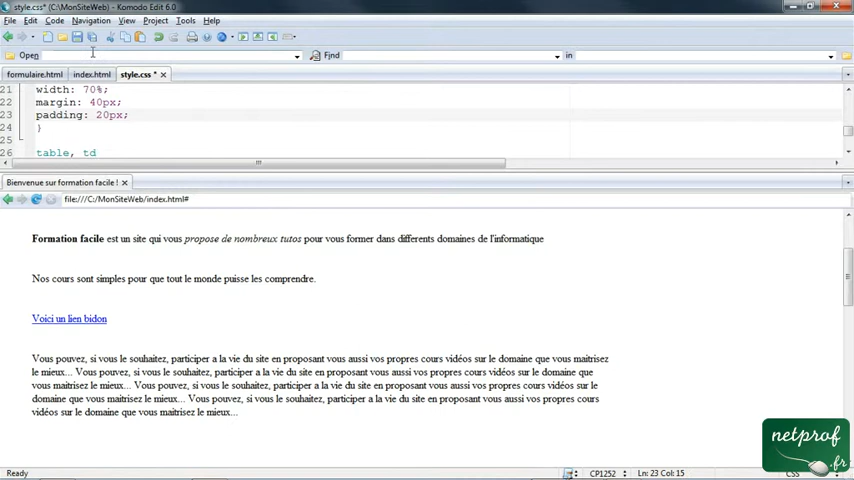 style.css* (C:\MonSiteWeb) - Komodo Edit 6.0
File Edit Code Navigation View Project Tools Help
Open Find in
formulaire.html index.html style.css *
21 width: 70%;
22 margin: 40px;
23 padding: 20px;
24 }
25
26 table, td
Bienvenue sur formation facile !
file:///C:/MonSiteWeb/index.html#
Formation facile est un site qui vous propose de nombreux tutos pour vous former dans differents domaines de l'informatique
Nos cours sont simples pour que tout le monde puisse les comprendre.
Voici un lien bidon
Vous pouvez, si vous le souhaitez, participer a la vie du site en proposant vous aussi vos propres cours vidéos sur le domaine que vous maitrisez
le mieux... Vous pouvez, si vous le souhaitez, participer a la vie du site en proposant vous aussi vos propres cours vidéos sur le domaine que
vous maitrisez le mieux... Vous pouvez, si vous le souhaitez, participer a la vie du site en proposant vous aussi vos propres cours vidéos sur le
domaine que vous maitrisez le mieux... Vous pouvez, si vous le souhaitez, participer a la vie du site en proposant vous aussi vos propres cours
vidéos sur le domaine que vous maitrisez le mieux...
netprof
.fr
Ready CP1252 Ln: 23 Col: 15 CSS